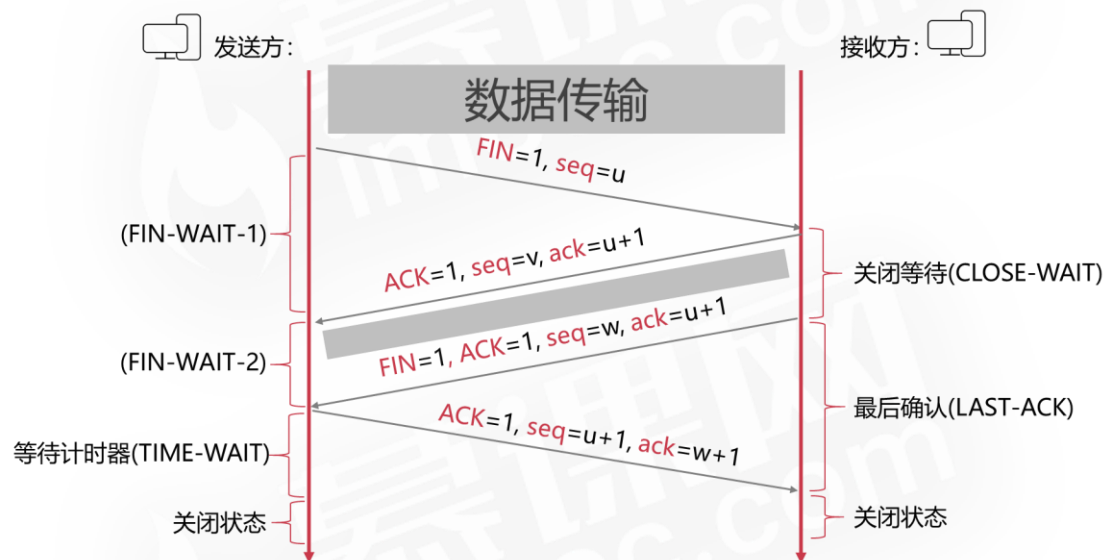 发送方:
接收方:
数据传输
FIN=1, seq=u
(FIN-WAIT-1)
ACK=1, seq=v, ack=u+1
关闭等待(CLOSE-WAIT)
FIN=1, ACK=1, seq=w, ack=u+1
(FIN-WAIT-2)
ACK=1, seq=u+1, ack=w+1
最后确认(LAST-ACK)
等待计时器(TIME-WAIT)
关闭状态
关闭状态